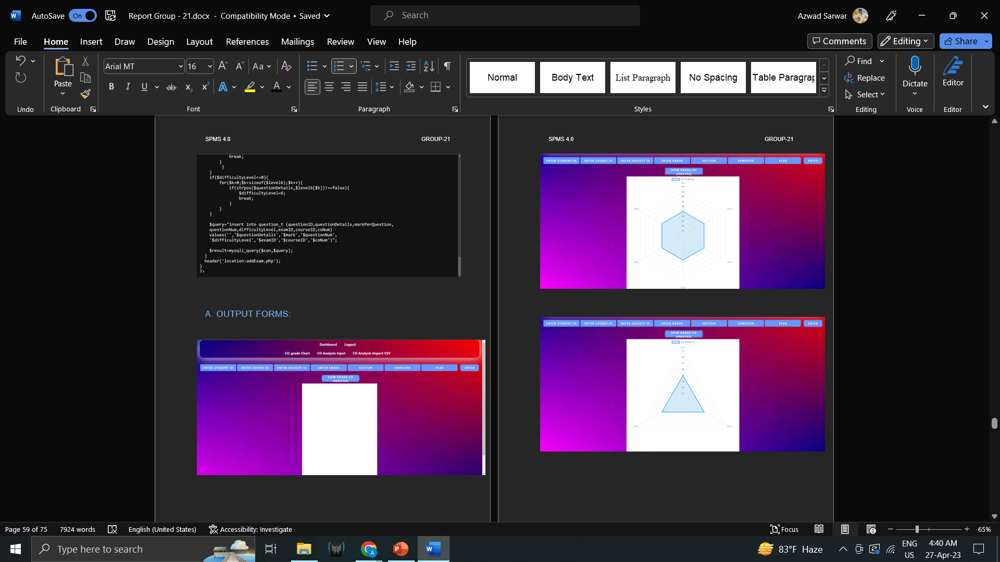 AutoSave On Report Group - 21.docx - Compatibility Mode • Saved Search Azwad Sarwar
File Home Insert Draw Design Layout References Mailings Review View Help Comments Editing Share
Arial MT 16 Aa
Paste
Normal Body Text List Paragraph No Spacing Table Paragrap
Find
Replace
Select
Dictate
Editor
Undo Clipboard Font Paragraph Styles Editing Voice Editor
SPMS 4.0 GROUP-21
break;
}
}
}
if($difficultyLevel<=0){
for($k=0;$k<sizeof($level6);$k++){
if(strpos($questionDetails,$level6[$k])!==false){
$difficultyLevel=6;
break;
}
}
}
$query="insert into question_t (questionID,questionDetails,markPerQuestion,
questionNum,difficultyLevel,examID,courseID,coNum)
values('','$questionDetails','$mark','$questionNum',
'$difficultyLevel','$examID','$courseID','$coNum')";
$result=mysqli_query($con,$query);
}
header('location:addExam.php');
}
?>
A. OUTPUT FORMS:
Dashboard Logout
CO_grade Chart CO Analysis Input CO Analysis Import CSV
ENTER STUDENT ID ENTER COURSE ID ENTER FACULTY ID ENTER GRADE SECTION SEMESTER YEAR ENTER
VIEW GRADE-CO
ANALYSIS
SPMS 4.0 GROUP-21
ENTER STUDENT ID ENTER COURSE ID ENTER FACULTY ID ENTER GRADE SECTION SEMESTER YEAR ENTER
VIEW GRADE-CO
ANALYSIS
CO Achieved
CO 1
ENTER STUDENT ID ENTER COURSE ID ENTER FACULTY ID ENTER GRADE SECTION SEMESTER YEAR ENTER
VIEW GRADE-CO
ANALYSIS
CO Achieved
CO 1
Page 59 of 75 7924 words English (United States) Accessibility: Investigate Focus 65%
Type here to search 83°F Haze ENG
US 4:40 AM
27-Apr-23